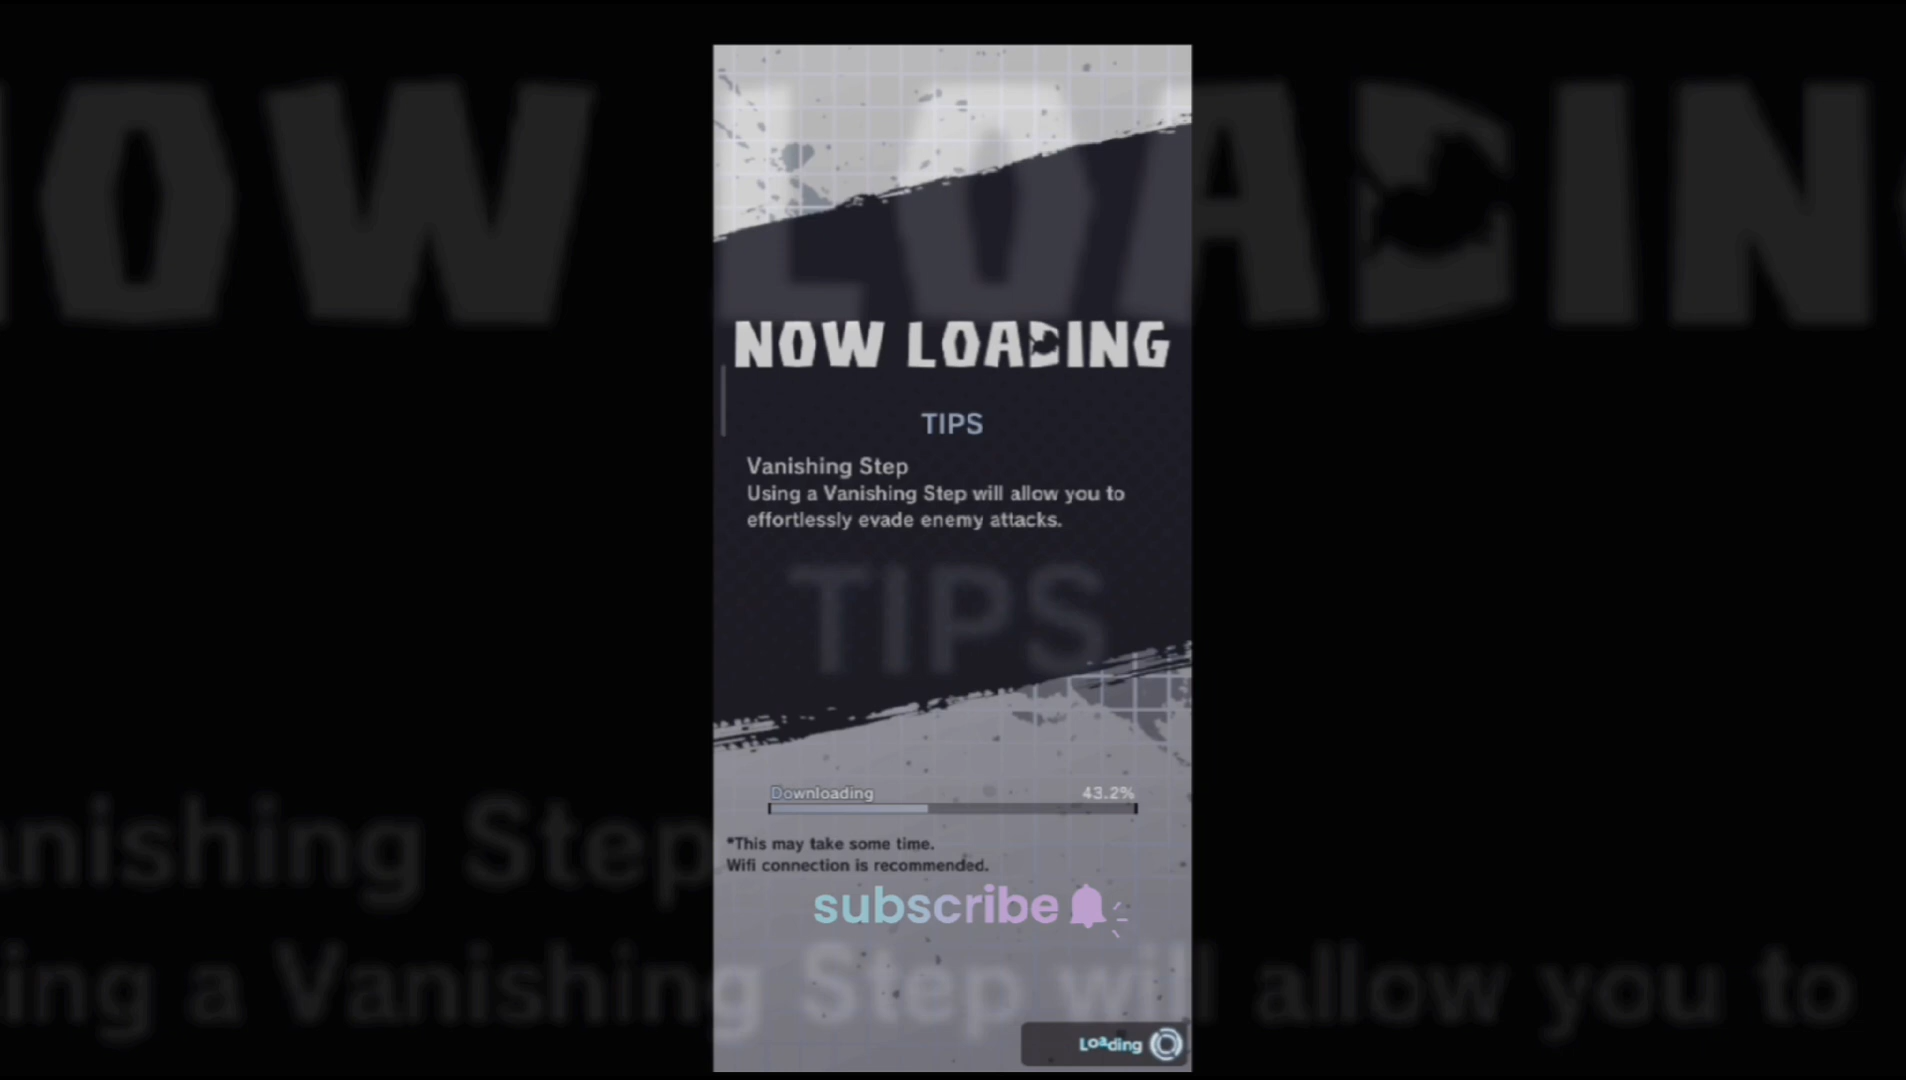 NOW LOADING
TIPS
Vanishing Step
Using a Vanishing Step will allow you to
effortlessly evade enemy attacks.
TIPS
Downloading 43.2%
*This may take some time.
Wifi connection is recommended.
subscribe
Loading